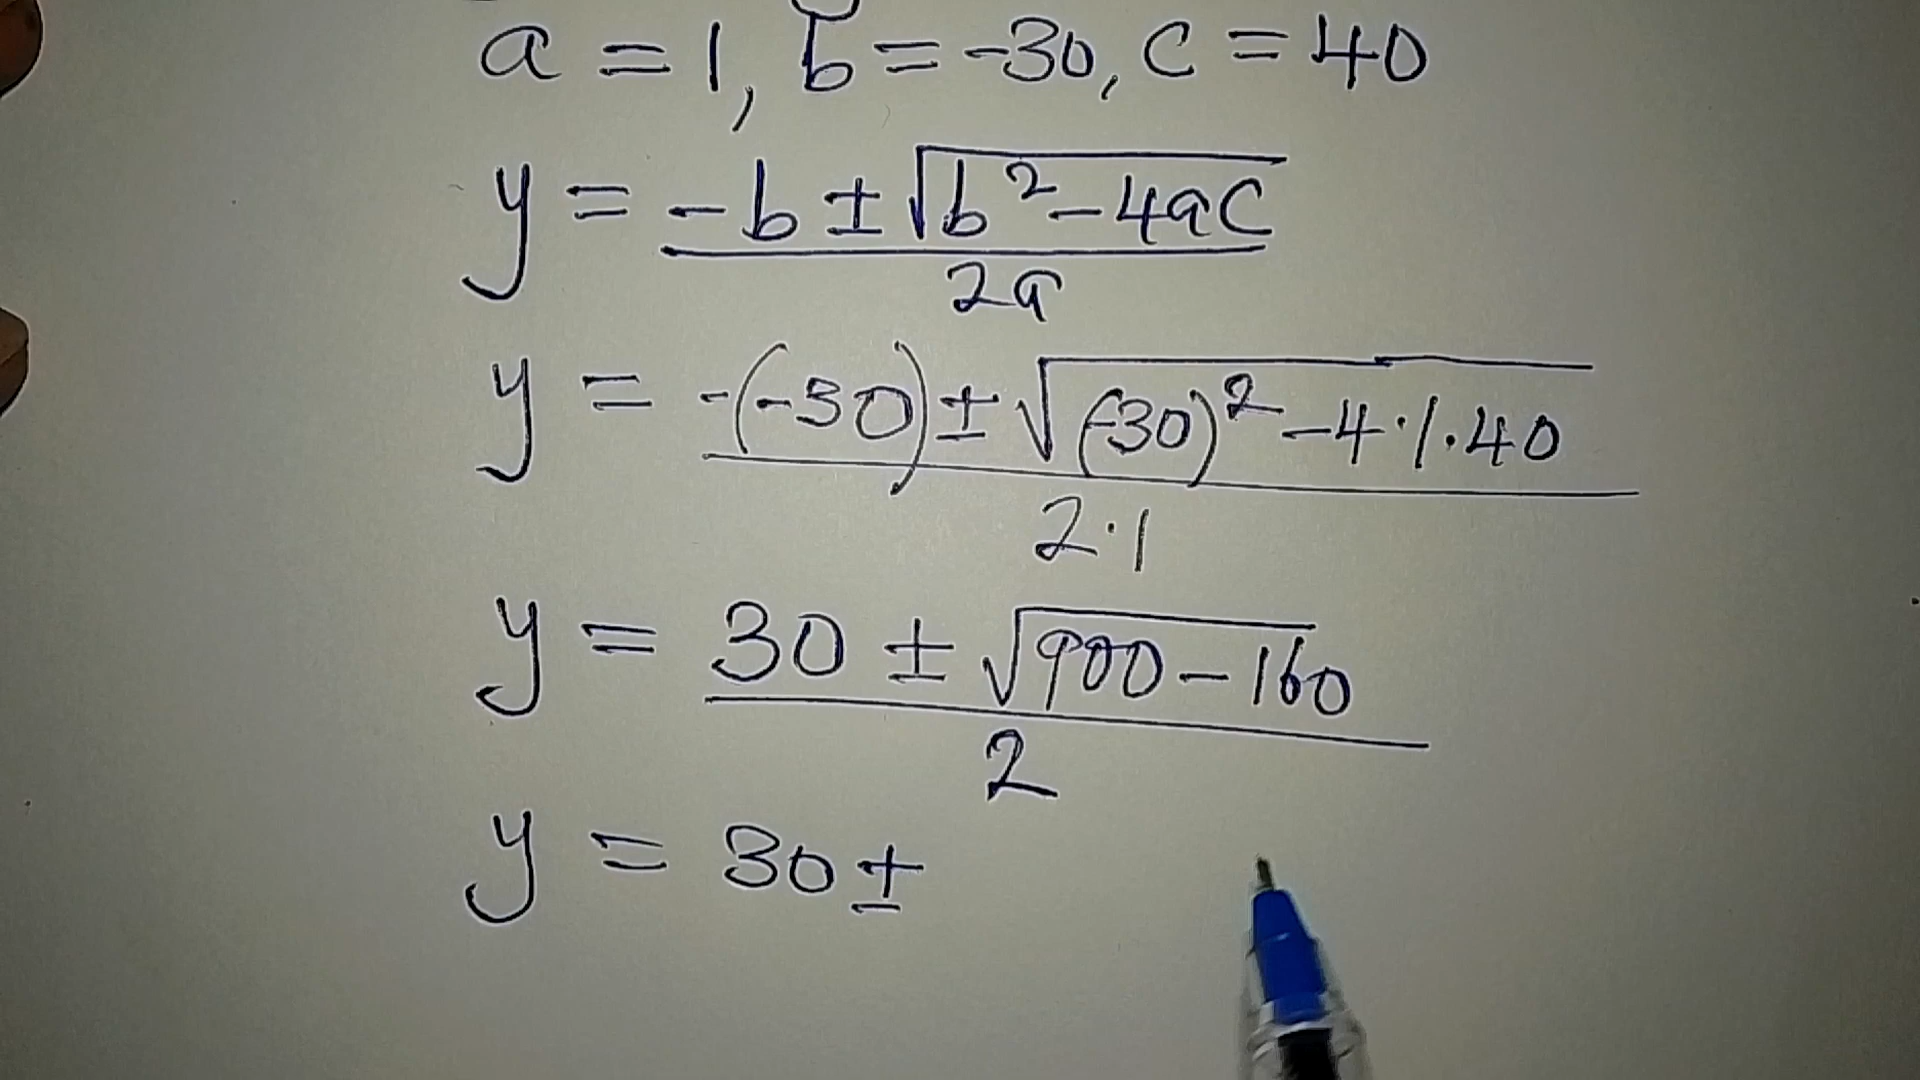 a = 1, b = -30, c = 40
y = -b ± √b² - 4ac
2a
y = -(-30) ± √(-30)² - 4·1·40
2·1
y = 30 ± √900 - 160
2
y = 30 ±